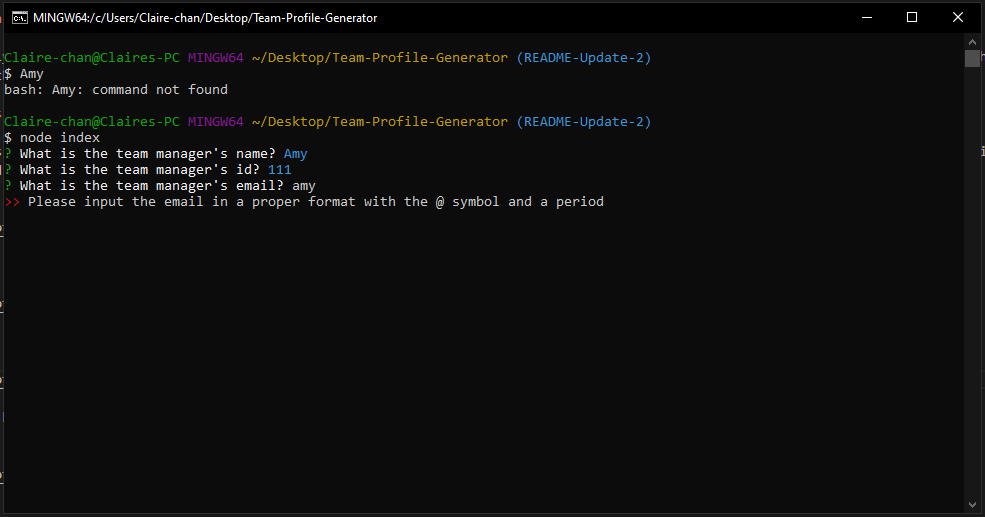 MINGW64:/c/Users/Claire-chan/Desktop/Team-Profile-Generator
Claire-chan@Claires-PC MINGW64 ~/Desktop/Team-Profile-Generator (README-Update-2)
$ Amy
bash: Amy: command not found
Claire-chan@Claires-PC MINGW64 ~/Desktop/Team-Profile-Generator (README-Update-2)
$ node index
? What is the team manager's name? Amy
? What is the team manager's id? 111
? What is the team manager's email? amy
>> Please input the email in a proper format with the @ symbol and a period